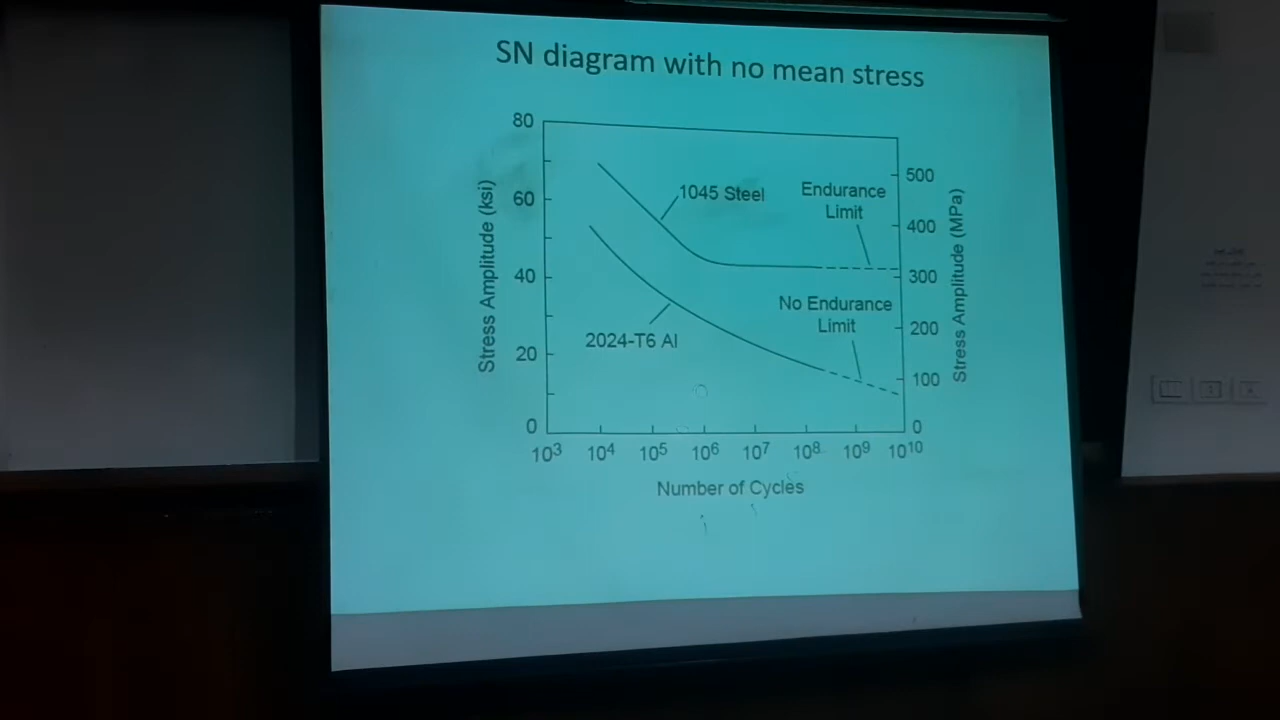 SN diagram with no mean stress
80
60
40
20
0
Stress Amplitude (ksi)
1045 Steel
Endurance
Limit
2024-T6 Al
No Endurance
Limit
500
400
300
200
100
0
Stress Amplitude (MPa)
10³ 10⁴ 10⁵ 10⁶ 10⁷ 10⁸ 10⁹ 10¹⁰
Number of Cycles